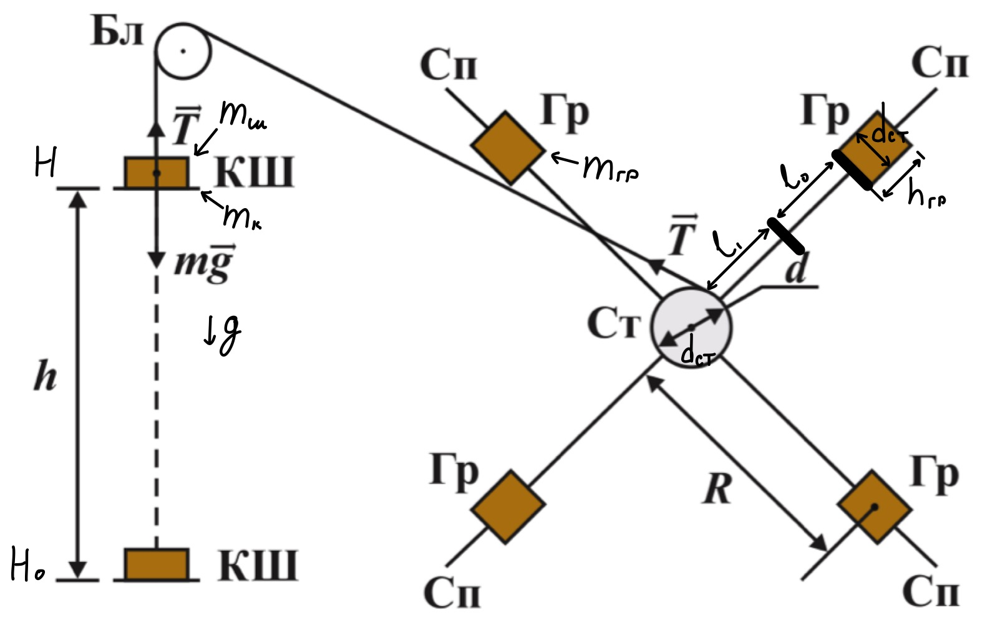 Бл
Сп
Сп
Гр
Гр
T
mш
dст
H
КШ
mгр
l₀
hгр
mк
T
l₁
mg
d
Ст
g
dст
h
Гр
R
Гр
H₀
КШ
Сп
Сп